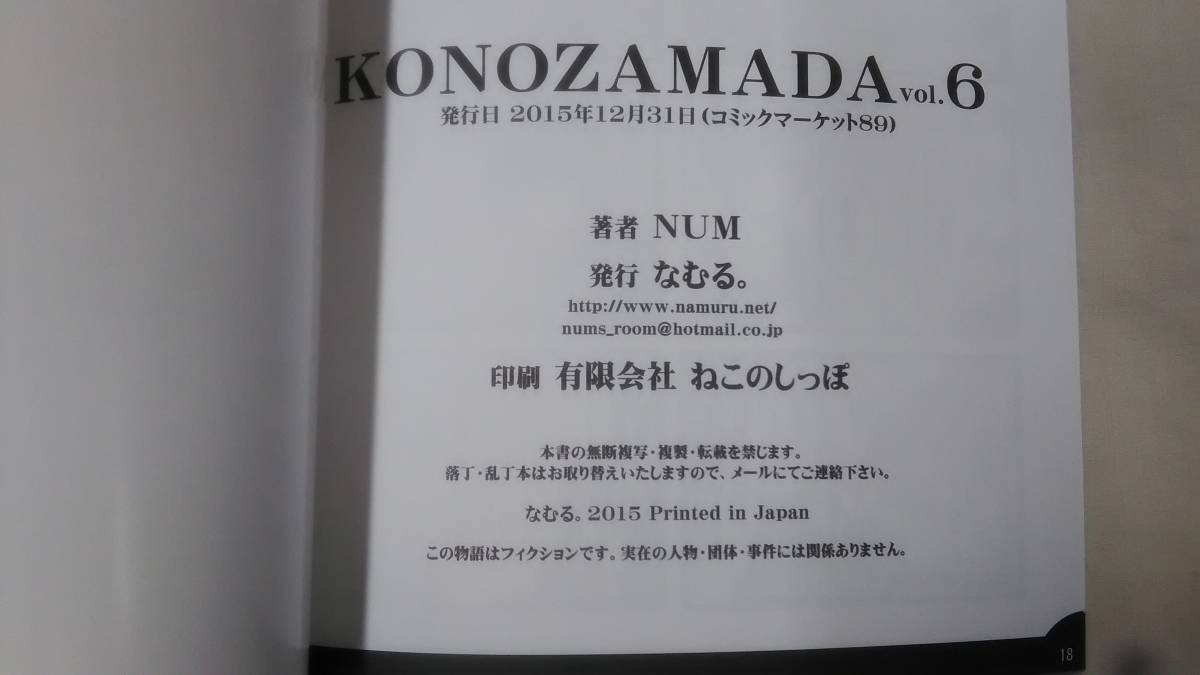 KONOZAMADA vol.6
発行日 2015年12月31日(コミックマーケット89)
著者 NUM
発行 なむる。
http://www.namuru.net/
nums_room@hotmail.co.jp
印刷 有限会社 ねこのしっぽ
本書の無断複写・複製・転載を禁じます。
落丁・乱丁本はお取り替えいたしますので、メールにてご連絡下さい。
なむる。2015 Printed in Japan
この物語はフィクションです。実在の人物・団体・事件には関係ありません。
18